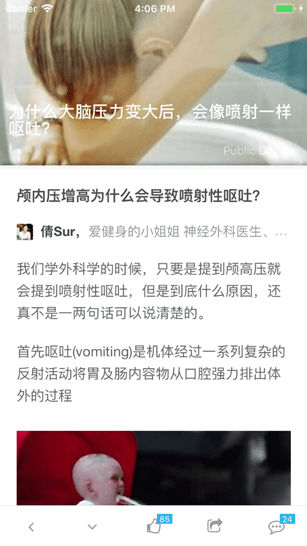 Carrier
4:06 PM
为什么大脑压力变大后，会像喷射一样
呕吐？
颅内压增高为什么会导致喷射性呕吐？
倩Sur，爱健身的小姐姐 神经外科医生、…
我们学外科学的时候，只要是提到颅高压就
会提到喷射性呕吐，但是到底什么原因，还
真不是一两句话可以说清楚的。
首先呕吐(vomiting)是机体经过一系列复杂的
反射活动将胃及肠内容物从口腔强力排出体
外的过程
85
24